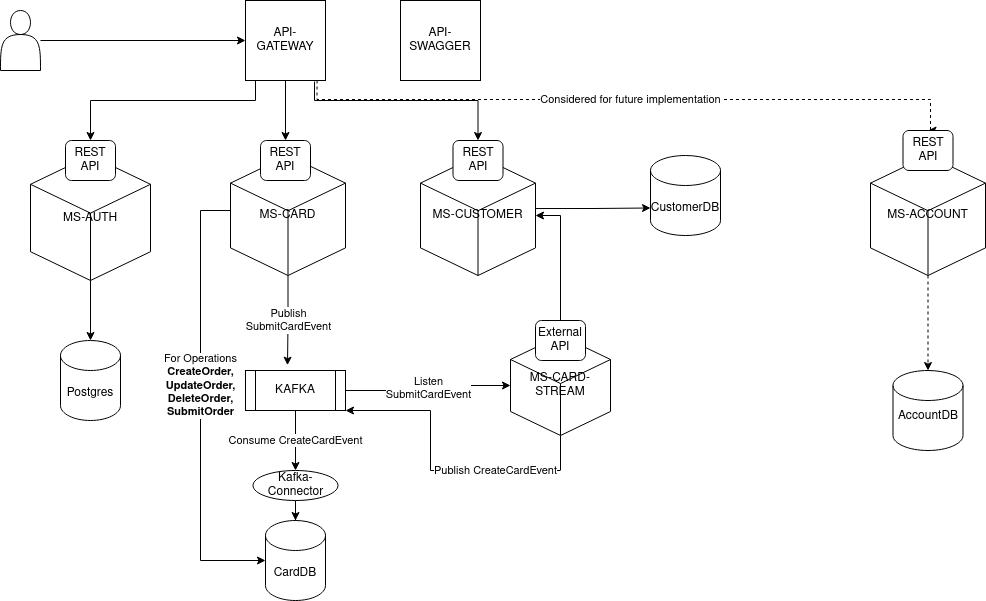 API-
GATEWAY
API-
SWAGGER
Considered for future implementation
REST
API
MS-AUTH
REST
API
MS-CARD
REST
API
MS-CUSTOMER
CustomerDB
REST
API
MS-ACCOUNT
Publish
SubmitCardEvent
External
API
MS-CARD-
STREAM
For Operations
CreateOrder,
UpdateOrder,
DeleteOrder,
SubmitOrder
Postgres
KAFKA
Listen
SubmitCardEvent
AccountDB
Consume CreateCardEvent
Publish CreateCardEvent
Kafka-
Connector
CardDB